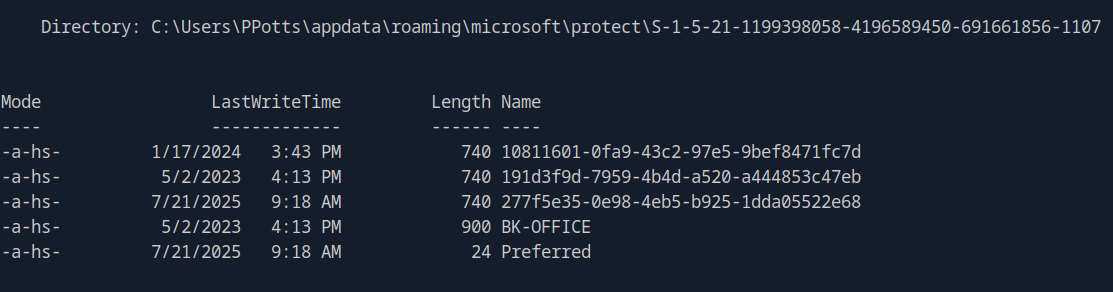 Directory: C:\Users\PPotts\appdata\roaming\microsoft\protect\S-1-5-21-1199398058-4196589450-691661856-1107
Mode LastWriteTime Length Name
---- ------------- ------ ----
-a-hs- 1/17/2024 3:43 PM 740 10811601-0fa9-43c2-97e5-9bef8471fc7d
-a-hs- 5/2/2023 4:13 PM 740 191d3f9d-7959-4b4d-a520-a444853c47eb
-a-hs- 7/21/2025 9:18 AM 740 277f5e35-0e98-4eb5-b925-1dda05522e68
-a-hs- 5/2/2023 4:13 PM 900 BK-OFFICE
-a-hs- 7/21/2025 9:18 AM 24 Preferred